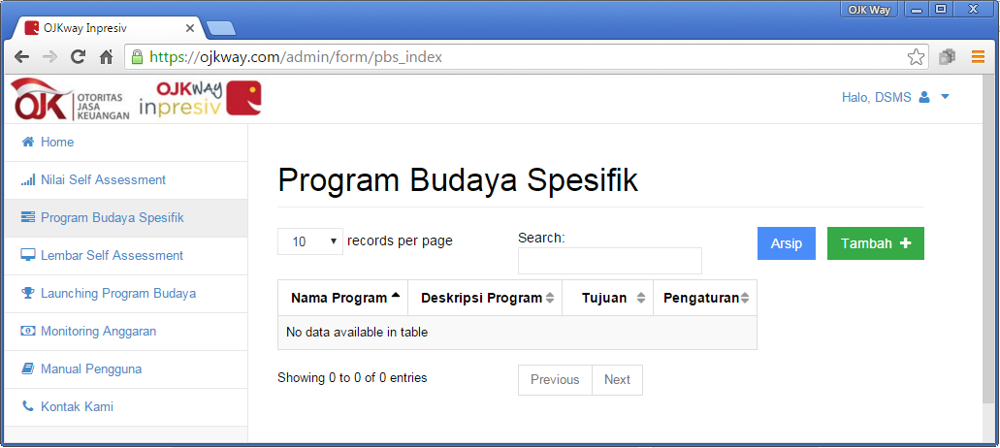 OJK Way
OJKway Inpresiv
https://ojkway.com/admin/form/pbs_index
OJK OTORITAS JASA KEUANGAN
OJKWAY inpresiv
Halo, DSMS
Home
Nilai Self Assessment
Program Budaya Spesifik
Lembar Self Assessment
Launching Program Budaya
Monitoring Anggaran
Manual Pengguna
Kontak Kami
Program Budaya Spesifik
10 records per page
Search:
Arsip
Tambah
Nama Program Deskripsi Program Tujuan Pengaturan
No data available in table
Showing 0 to 0 of 0 entries
Previous Next